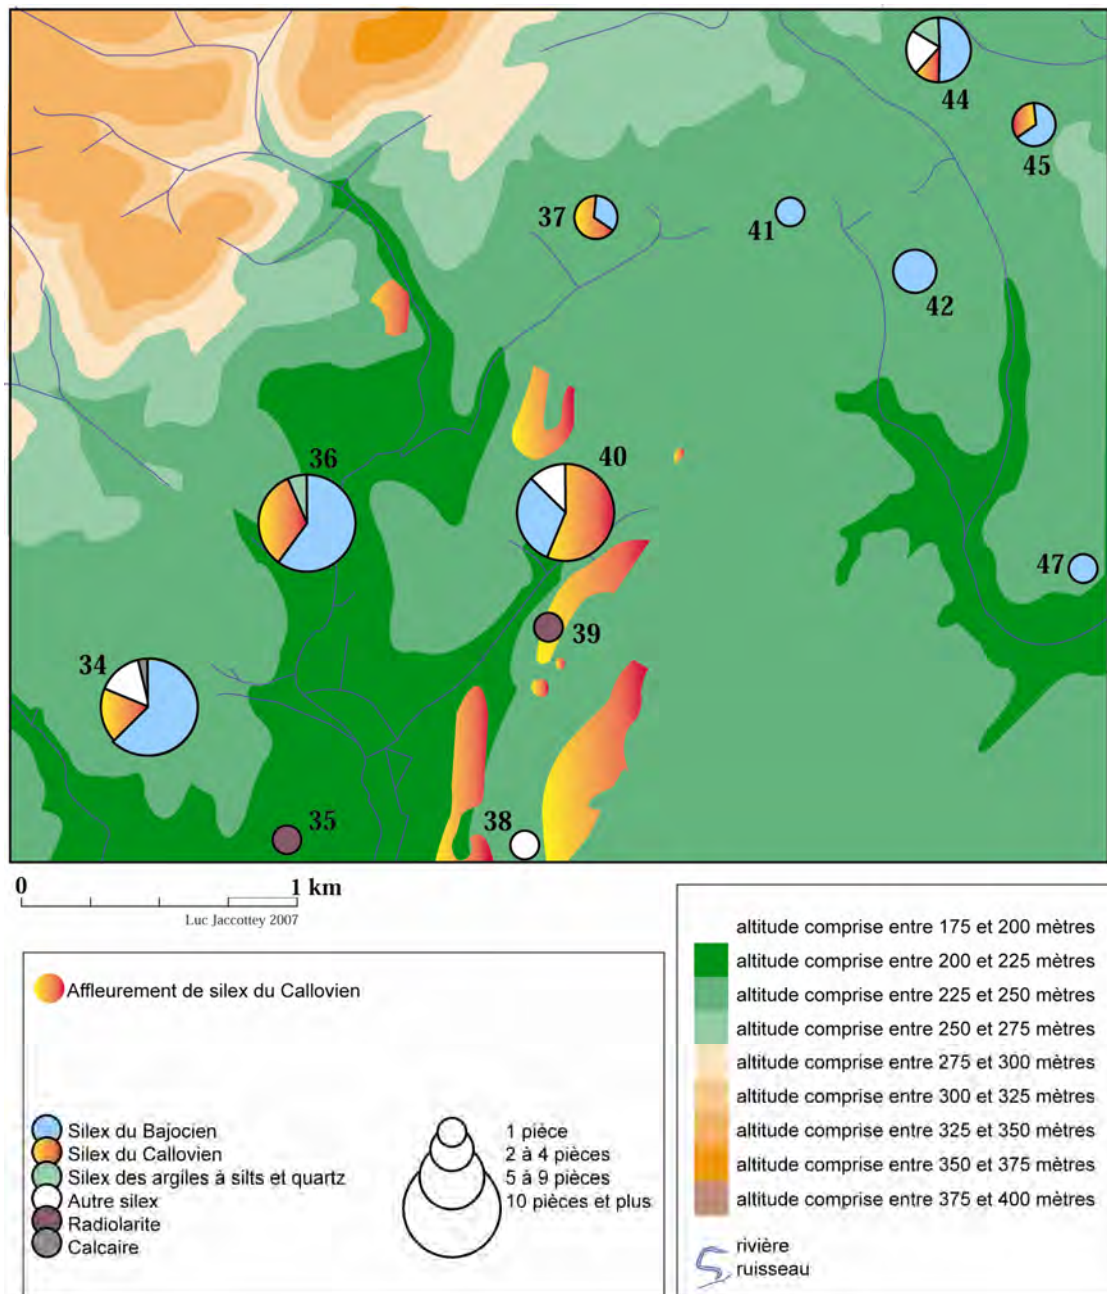 44
45
37
41
42
36
40
47
39
34
35
38
0 1 km
Luc Jaccottey 2007
Affleurement de silex du Callovien
Silex du Bajocien
Silex du Callovien
Silex des argiles à silts et quartz
Autre silex
Radiolarite
Calcaire
1 pièce
2 à 4 pièces
5 à 9 pièces
10 pièces et plus
altitude comprise entre 175 et 200 mètres
altitude comprise entre 200 et 225 mètres
altitude comprise entre 225 et 250 mètres
altitude comprise entre 250 et 275 mètres
altitude comprise entre 275 et 300 mètres
altitude comprise entre 300 et 325 mètres
altitude comprise entre 325 et 350 mètres
altitude comprise entre 350 et 375 mètres
altitude comprise entre 375 et 400 mètres
rivière
ruisseau